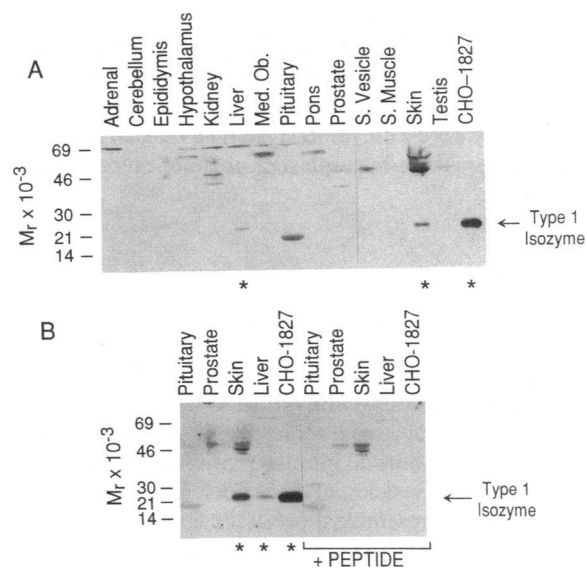 A
Adrenal
Cerebellum
Epididymis
Hypothalamus
Kidney
Liver
Med. Ob.
Pituitary
Pons
Prostate
S. Vesicle
S. Muscle
Skin
Testis
CHO-1827
Mr x 10-3
69
46
30
21
14
← Type 1
Isozyme
* * *
B
Pituitary
Prostate
Skin
Liver
CHO-1827
Pituitary
Prostate
Skin
Liver
CHO-1827
Mr x 10-3
69
46
30
21
14
← Type 1
Isozyme
* * *
+ PEPTIDE